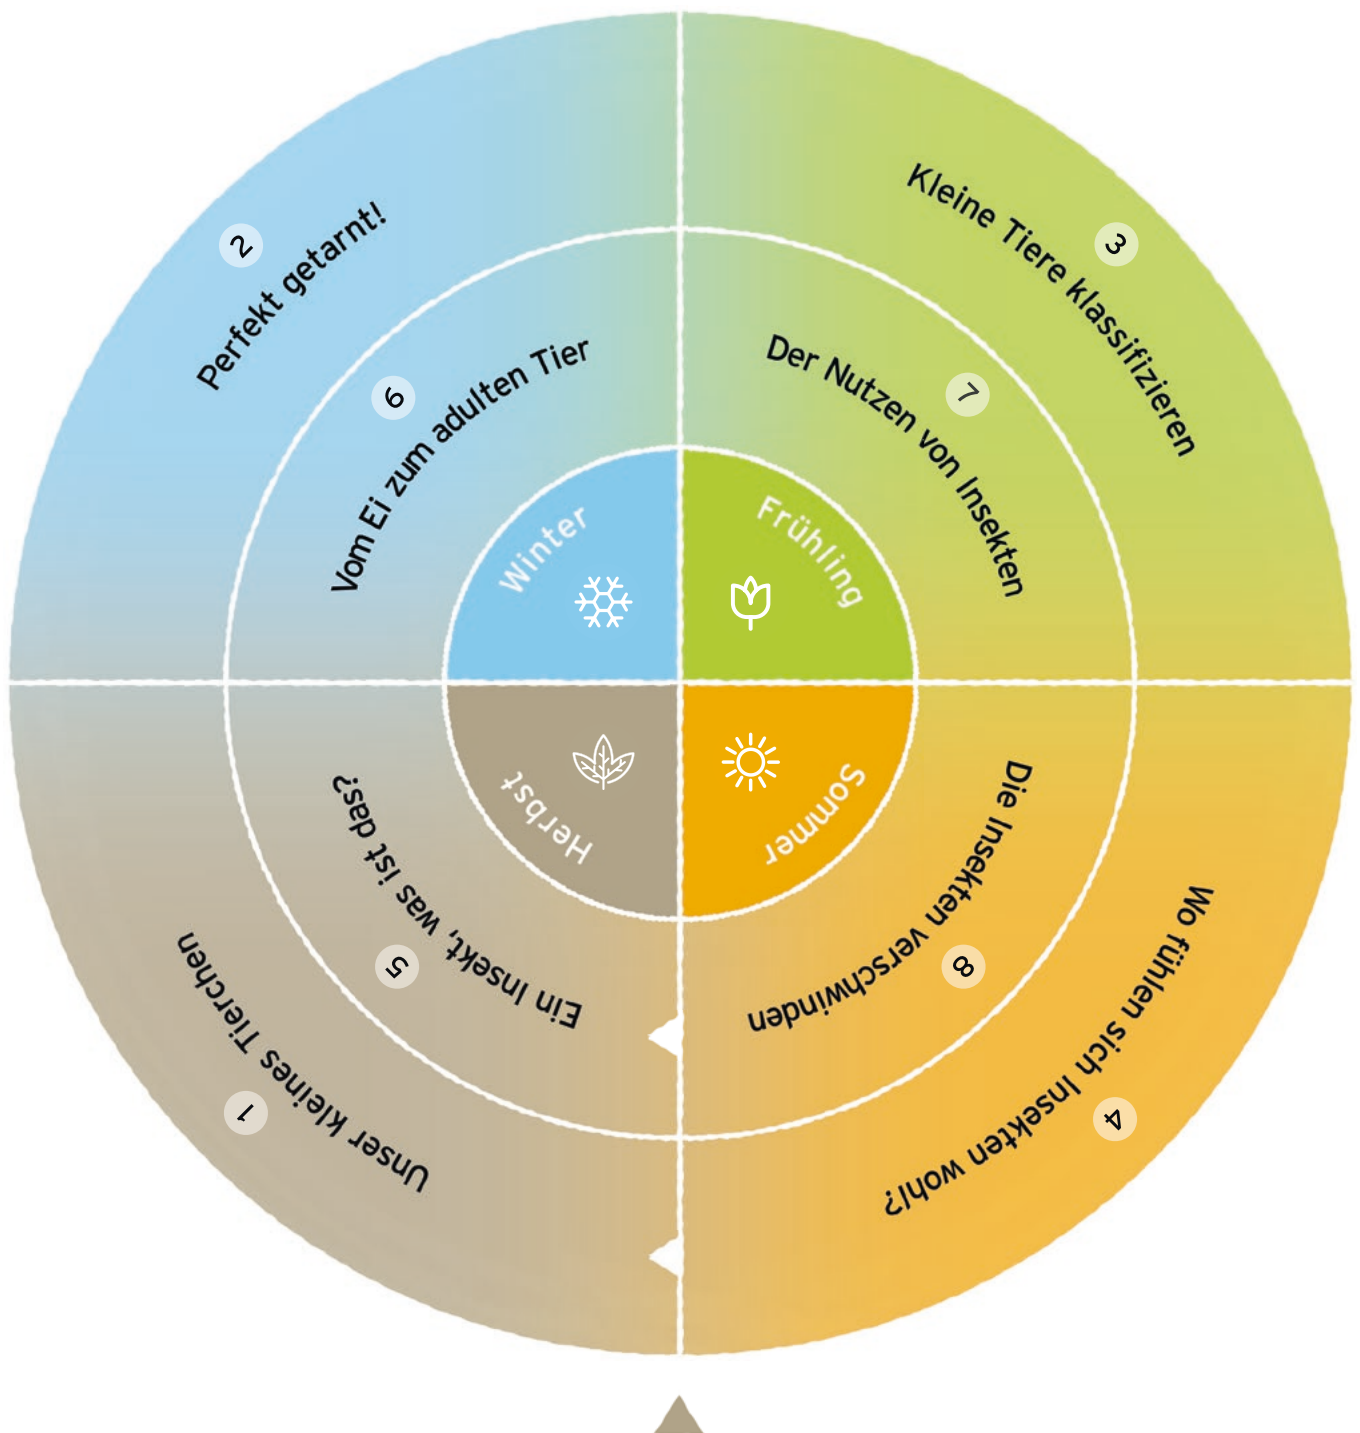 1
Unser kleines Tierchen
2
Perfekt getarnt!
3
Kleine Tiere klassifizieren
4
Wo fühlen sich Insekten wohl?
5
Ein Insekt, was ist das?
6
Vom Ei zum adulten Tier
7
Der Nutzen von Insekten
8
Die Insekten verschwinden
Herbst
Winter
Frühling
Sommer